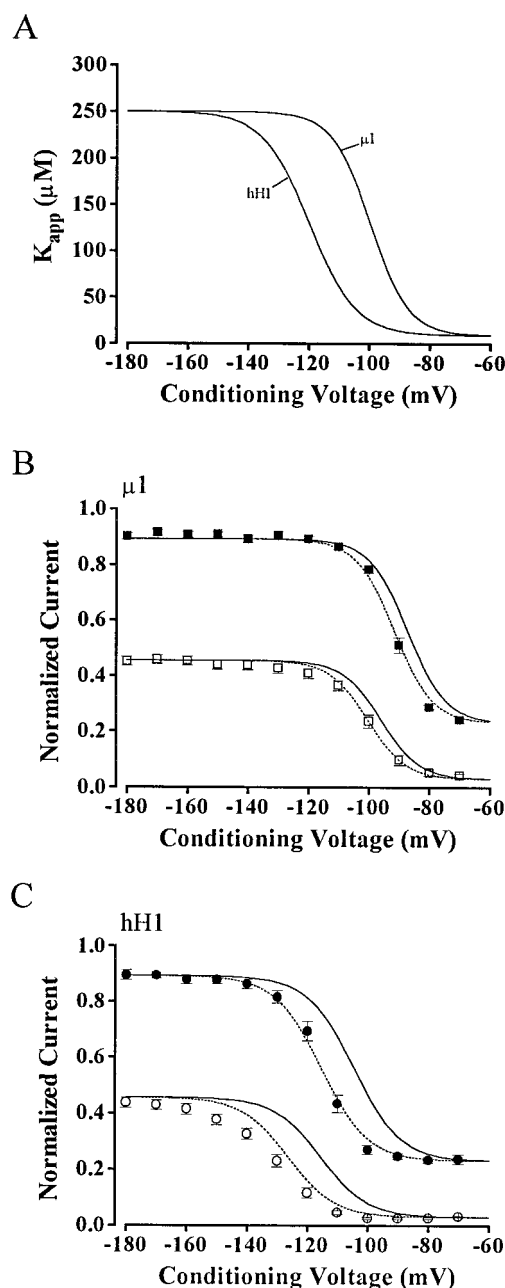 A
300
250
200
150
100
50
0
K_app (μM)
μ1
hH1
-180 -160 -140 -120 -100 -80 -60
Conditioning Voltage (mV)
B
μ1
1.0
0.8
0.6
0.4
0.2
0.0
Normalized Current
-180 -160 -140 -120 -100 -80 -60
Conditioning Voltage (mV)
C
hH1
1.0
0.8
0.6
0.4
0.2
0.0
Normalized Current
-180 -160 -140 -120 -100 -80 -60
Conditioning Voltage (mV)